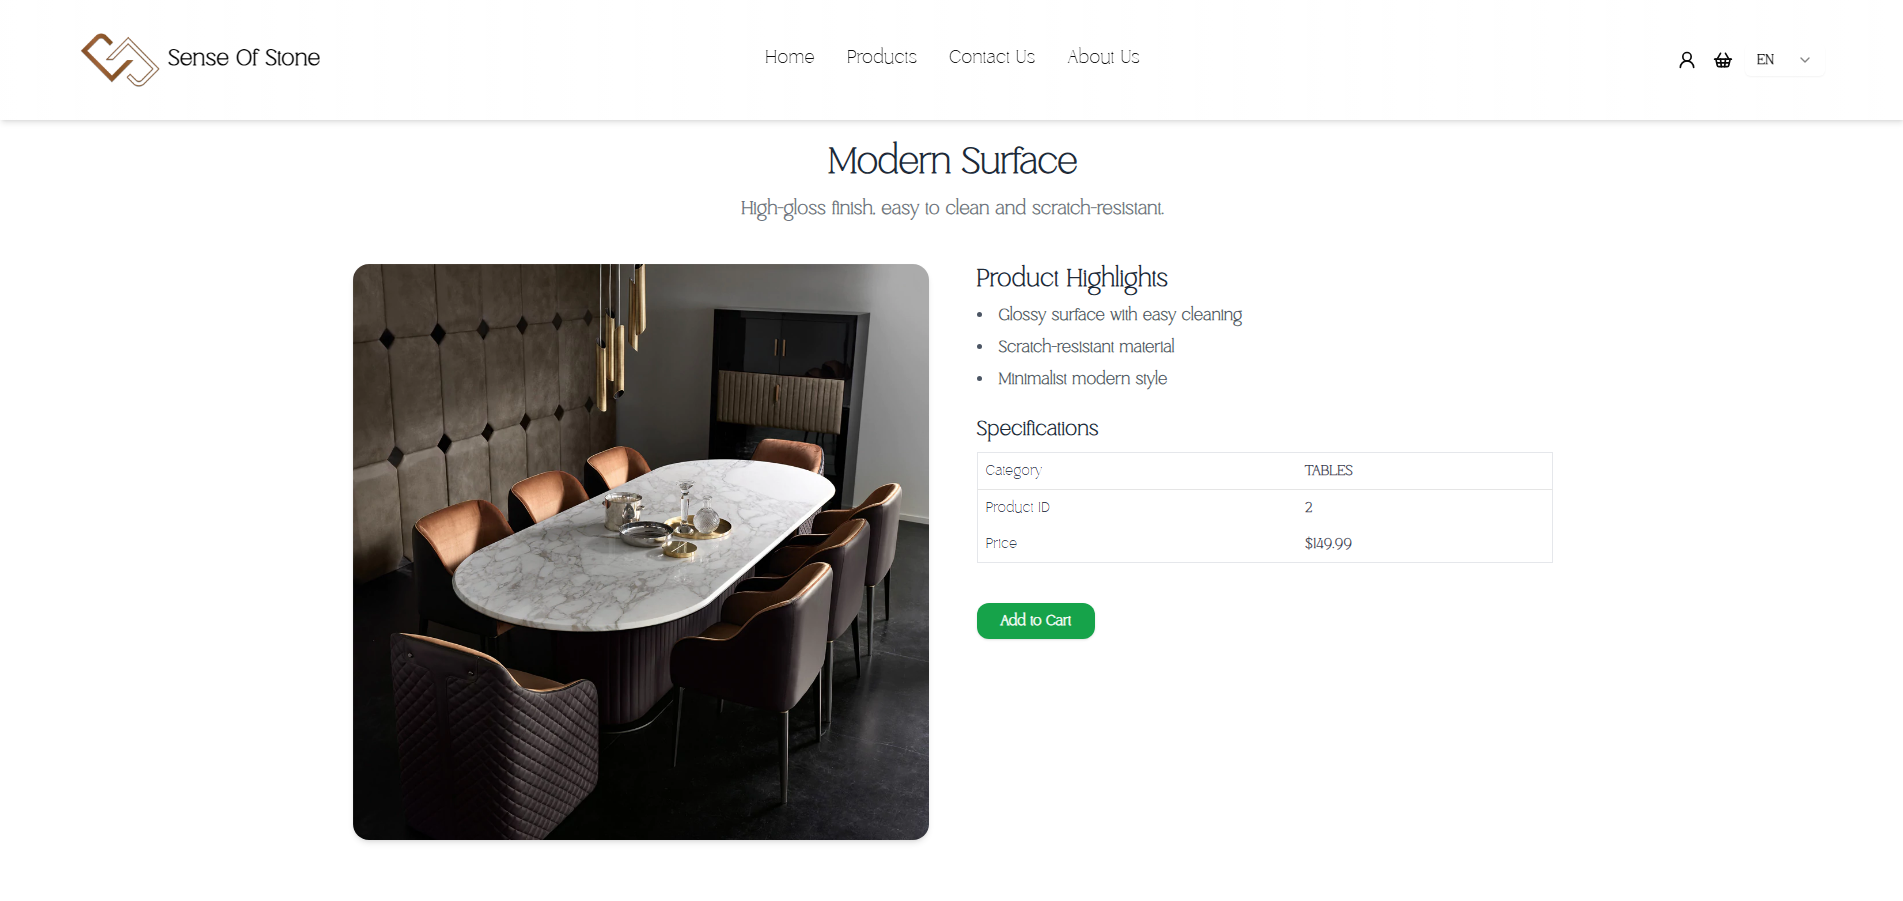 Sense Of Stone
Home Products Contact Us About Us
EN
Modern Surface
High-gloss finish, easy to clean and scratch-resistant.
Product Highlights
• Glossy surface with easy cleaning
• Scratch-resistant material
• Minimalist modern style
Specifications
Category TABLES
Product ID 2
Price $149.99
Add to Cart